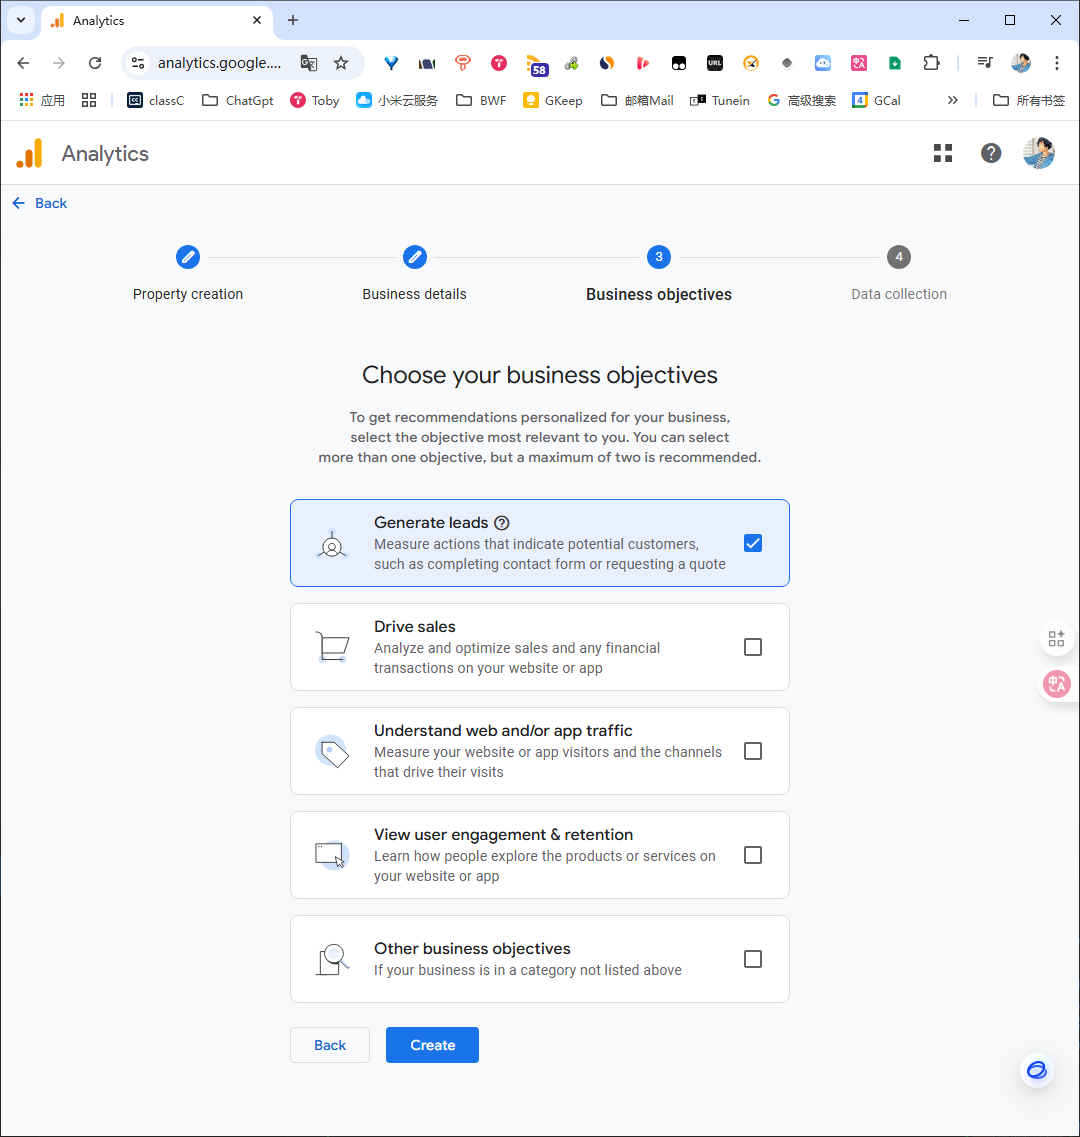 Analytics
analytics.google....
58
应用
classC
ChatGpt
Toby
小米云服务
BWF
GKeep
邮箱Mail
Tunein
高级搜索
GCal
所有书签
Analytics
Back
3
4
Property creation
Business details
Business objectives
Data collection
Choose your business objectives
To get recommendations personalized for your business,
select the objective most relevant to you. You can select
more than one objective, but a maximum of two is recommended.
Generate leads
Measure actions that indicate potential customers,
such as completing contact form or requesting a quote
Drive sales
Analyze and optimize sales and any financial
transactions on your website or app
Understand web and/or app traffic
Measure your website or app visitors and the channels
that drive their visits
View user engagement & retention
Learn how people explore the products or services on
your website or app
Other business objectives
If your business is in a category not listed above
Back
Create